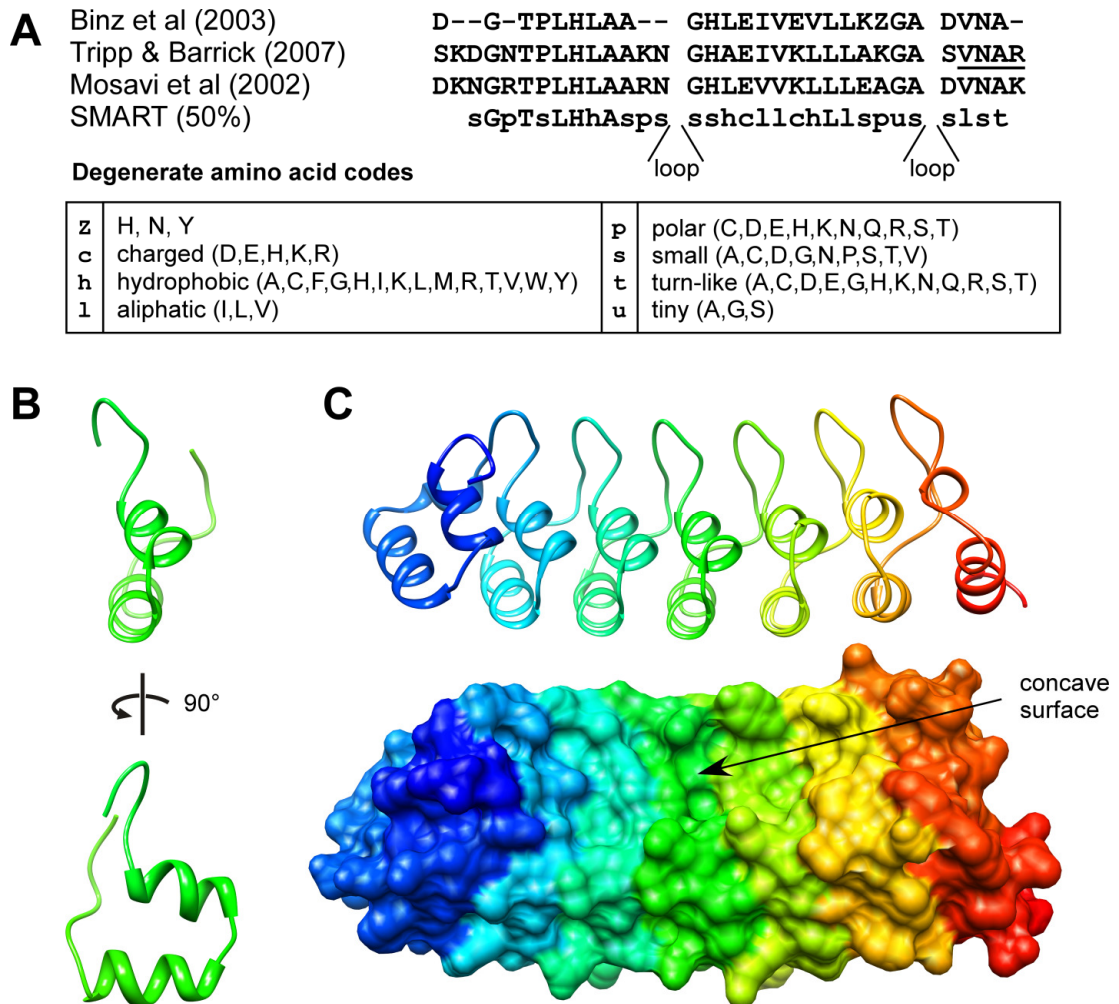 A
Binz et al (2003) D--G-TPLHLAA-- GHLEIVEVLLKZGA DVNA-
Tripp & Barrick (2007) SKDGNTPLHLAAKNG GHAEIVKLLLAKGA SVNAR
Mosavi et al (2002) DKNGRTPLHLAARNG GHLEVVKLLLEAGA DVNAK
SMART (50%) sGpTsLHhAsps sshcllchLlspus slst
loop loop
Degenerate amino acid codes
Z H, N, Y p polar (C,D,E,H,K,N,Q,R,S,T)
c charged (D,E,H,K,R) s small (A,C,D,G,N,P,S,T,V)
h hydrophobic (A,C,F,G,H,I,K,L,M,R,T,V,W,Y) t turn-like (A,C,D,E,G,H,K,N,Q,R,S,T)
l aliphatic (I,L,V) u tiny (A,G,S)
B C
90°
concave
surface